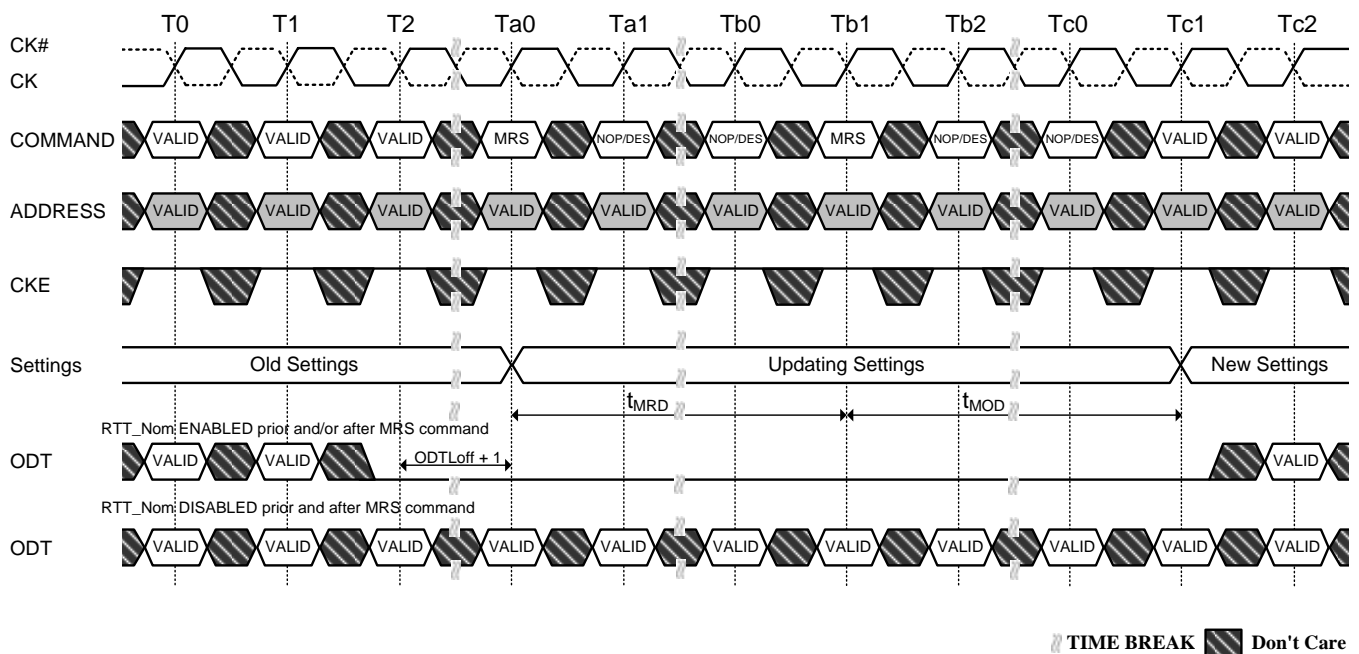 T0 T1 T2 Ta0 Ta1 Tb0 Tb1 Tb2 Tc0 Tc1 Tc2
CK#
CK
COMMAND VALID VALID VALID MRS NOP/DES NOP/DES MRS NOP/DES NOP/DES VALID VALID
ADDRESS VALID VALID VALID VALID VALID VALID VALID VALID VALID VALID VALID
CKE
Settings Old Settings Updating Settings New Settings
tMRD tMOD
RTT_Nom ENABLED prior and/or after MRS command
ODT VALID VALID ODTLoff + 1 VALID
RTT_Nom DISABLED prior and after MRS command
ODT VALID VALID VALID VALID VALID VALID VALID VALID VALID VALID VALID
TIME BREAK Don't Care